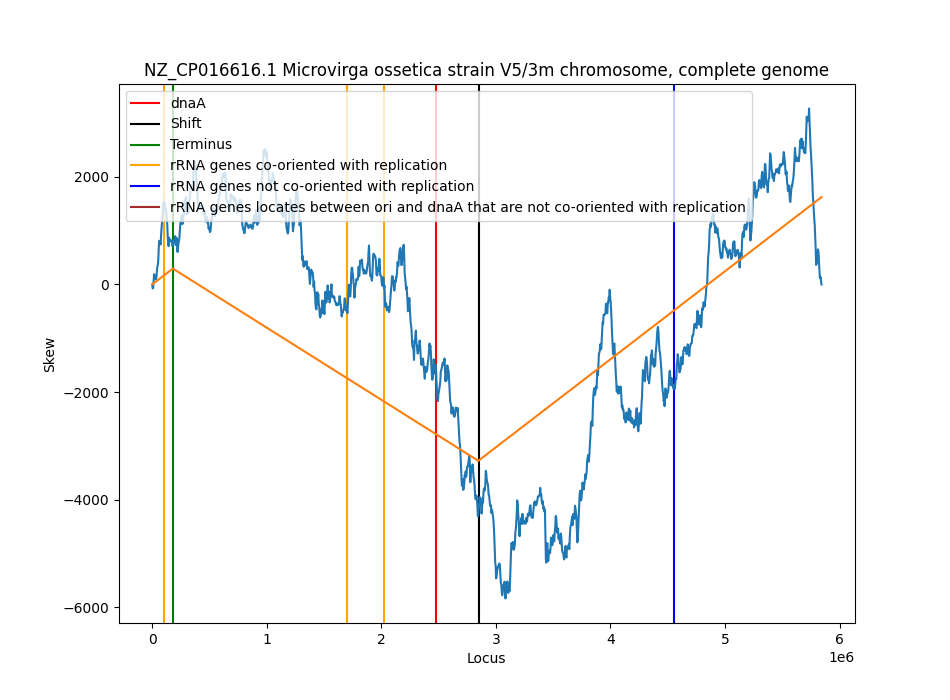 NZ_CP016616.1 Microvirga ossetica strain V5/3m chromosome, complete genome
dnaA
Shift
Terminus
rRNA genes co-oriented with replication
rRNA genes not co-oriented with replication
rRNA genes locates between ori and dnaA that are not co-oriented with replication
Skew
2000
0
−2000
−4000
−6000
0 1 2 3 4 5 6
1e6
Locus